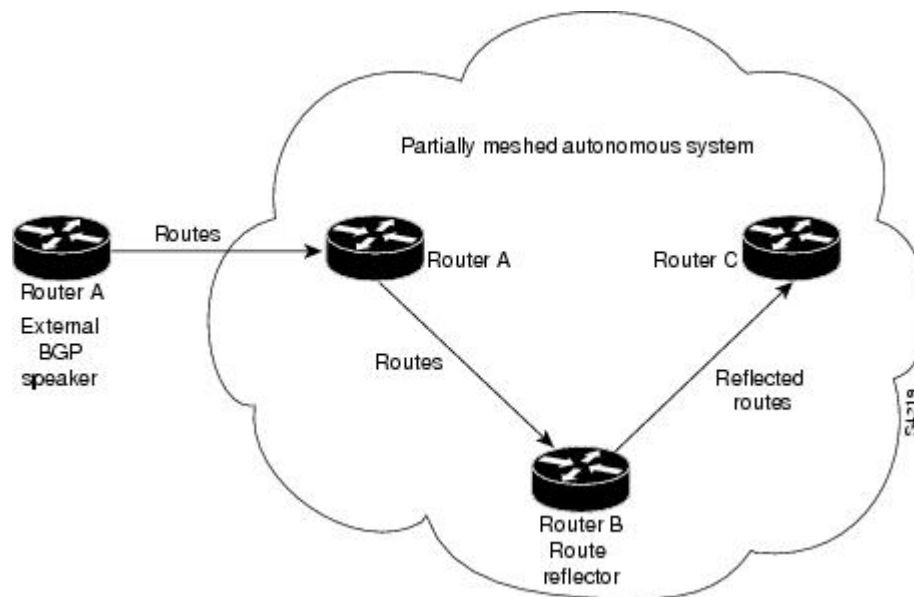 Partially meshed autonomous system
Routes
Router A
Router A
Router C
External
BGP
speaker
Routes
Reflected
routes
Router B
Route
reflector